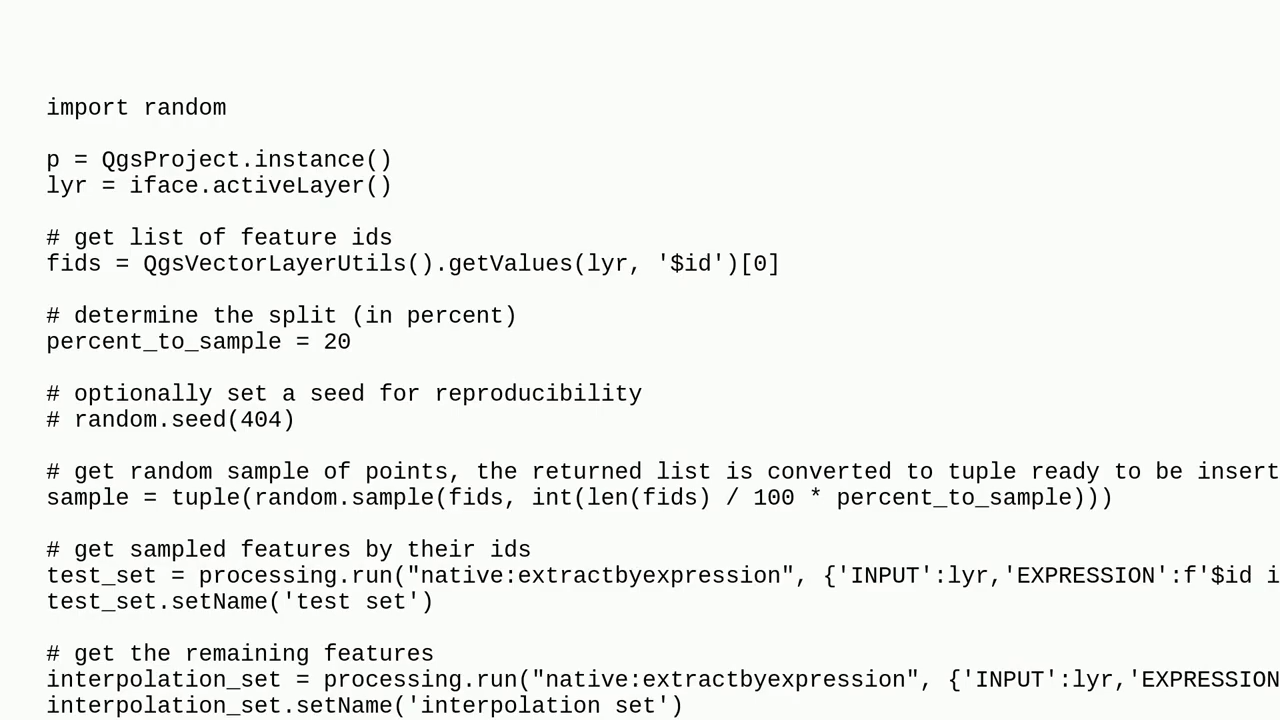 import random
p = QgsProject.instance()
lyr = iface.activeLayer()
# get list of feature ids
fids = QgsVectorLayerUtils().getValues(lyr, '$id')[0]
# determine the split (in percent)
percent_to_sample = 20
# optionally set a seed for reproducibility
# random.seed(404)
# get random sample of points, the returned list is converted to tuple ready to be insert
sample = tuple(random.sample(fids, int(len(fids) / 100 * percent_to_sample)))
# get sampled features by their ids
test_set = processing.run("native:extractbyexpression", {'INPUT':lyr,'EXPRESSION':f'$id i
test_set.setName('test set')
# get the remaining features
interpolation_set = processing.run("native:extractbyexpression", {'INPUT':lyr,'EXPRESSION
interpolation_set.setName('interpolation set')